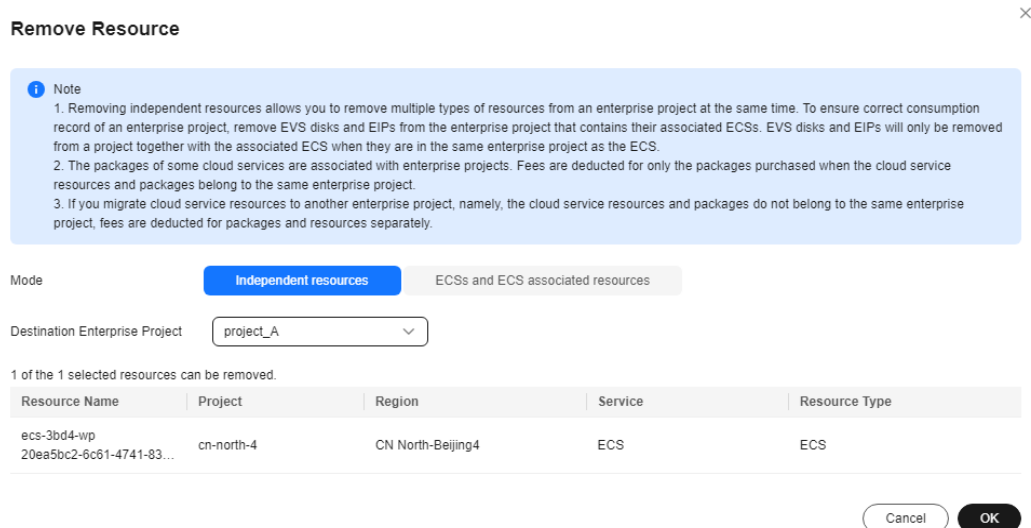 Remove Resource
Note
1. Removing independent resources allows you to remove multiple types of resources from an enterprise project at the same time. To ensure correct consumption
record of an enterprise project, remove EVS disks and EIPs from the enterprise project that contains their associated ECSs. EVS disks and EIPs will only be removed
from a project together with the associated ECS when they are in the same enterprise project as the ECS.
2. The packages of some cloud services are associated with enterprise projects. Fees are deducted for only the packages purchased when the cloud service
resources and packages belong to the same enterprise project.
3. If you migrate cloud service resources to another enterprise project, namely, the cloud service resources and packages do not belong to the same enterprise
project, fees are deducted for packages and resources separately.
Mode Independent resources ECSs and ECS associated resources
Destination Enterprise Project project_A
1 of the 1 selected resources can be removed.
Resource Name Project Region Service Resource Type
ecs-3bd4-wp
20ea5bc2-6c61-4741-83... cn-north-4 CN North-Beijing4 ECS ECS
Cancel OK